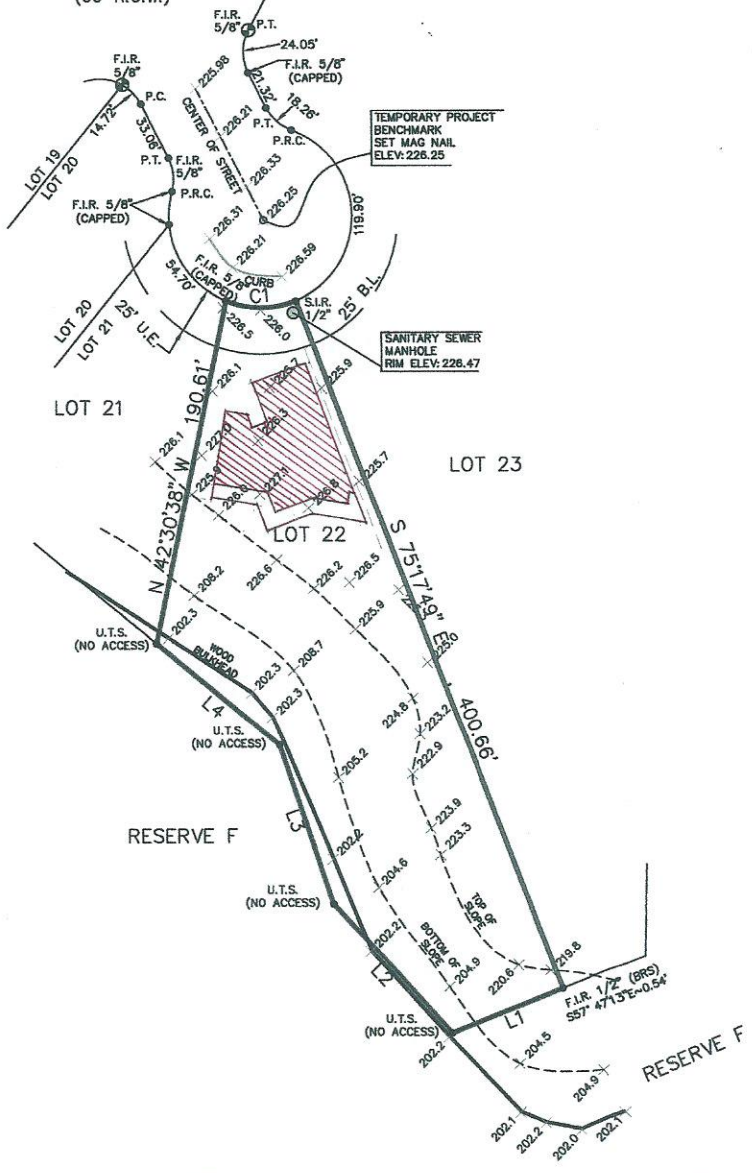 F.I.R.
5/8"
P.T.
24.05'
F.I.R. 5/8"
(CAPPED)
21.32'
18.26'
P.T.
P.R.C.
F.I.R.
5/8"
P.C.
14.72'
33.06'
P.T.
F.I.R.
5/8"
P.R.C.
F.I.R. 5/8"
(CAPPED)
LOT 19
LOT 20
225.98
CENTER OF STREET
226.21
226.33
226.25
TEMPORARY PROJECT
BENCHMARK
SET MAG NAIL
ELEV: 226.25
119.90'
226.31
226.21
226.59
CURB
54.70'
F.I.R. 5/8"
(CAPPED)
C1
S.I.R.
1/2"
25' B.L.
LOT 20
LOT 21
25' U.E.
226.5
226.0
SANITARY SEWER
MANHOLE
RIM ELEV: 226.47
226.1
225.7
225.9
LOT 21
N 42°30'38" W 190.61'
226.1
227.0
226.3
225.9
226.0
227.1
226.8
225.7
LOT 23
LOT 22
S 75°17'49" E 400.66'
208.2
226.6
226.2
226.5
202.3
225.9
225.0
U.T.S.
(NO ACCESS)
WOOD
BULKHEAD
208.7
202.3
202.3
L4
U.T.S.
(NO ACCESS)
224.8
223.2
222.9
205.2
L3
RESERVE F
223.9
223.3
202.2
204.6
U.T.S.
(NO ACCESS)
TOP OF
SLOPE
202.2
BOTTOM OF
SLOPE
204.9
220.6
219.8
L2
F.I.R. 1/2" (BRS)
S57° 47'13"E~0.54'
U.T.S.
(NO ACCESS)
L1
202.2
204.5
204.9
RESERVE F
202.1
202.2
202.0
202.1